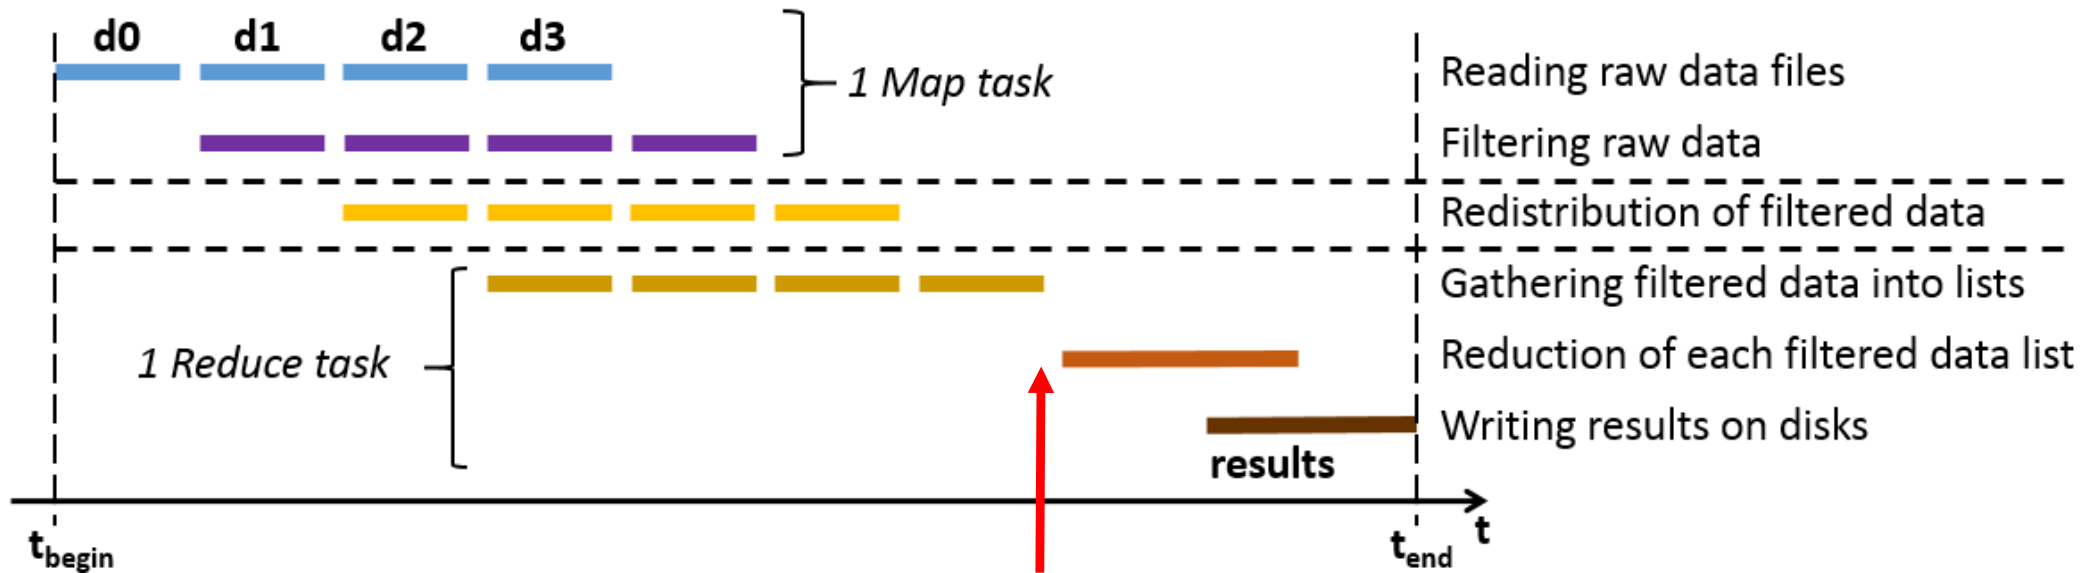 d0 d1 d2 d3
1 Map task
Reading raw data files
Filtering raw data
Redistribution of filtered data
Gathering filtered data into lists
1 Reduce task
Reduction of each filtered data list
Writing results on disks
results
tbegin
tend
t